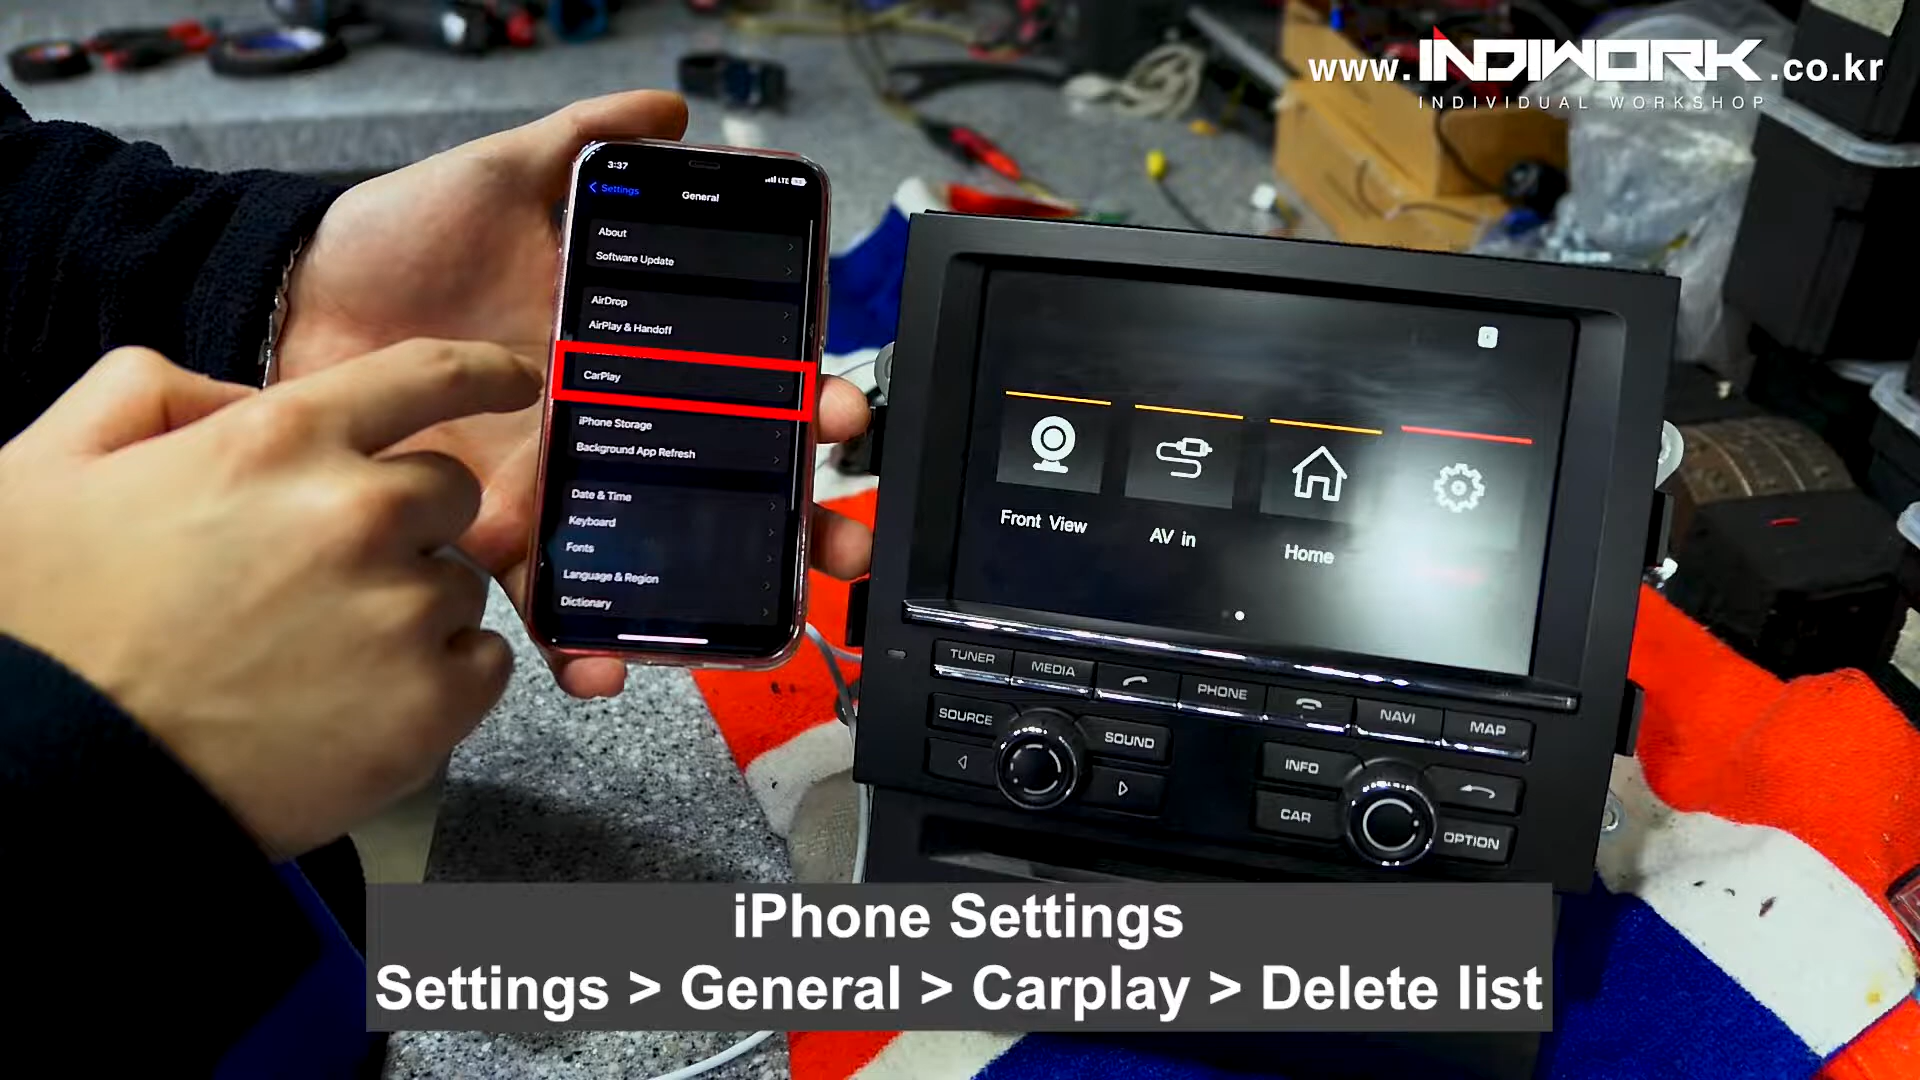 www.INDIWORK.co.kr
INDIVIDUAL WORKSHOP
3:37
LTE
Settings
General
About
Software Update
AirDrop
AirPlay & Handoff
CarPlay
iPhone Storage
Background App Refresh
Date & Time
Keyboard
Fonts
Language & Region
Dictionary
Front View
AV in
Home
TUNER
MEDIA
PHONE
NAVI
MAP
SOURCE
SOUND
INFO
CAR
OPTION
iPhone Settings
Settings > General > Carplay > Delete list